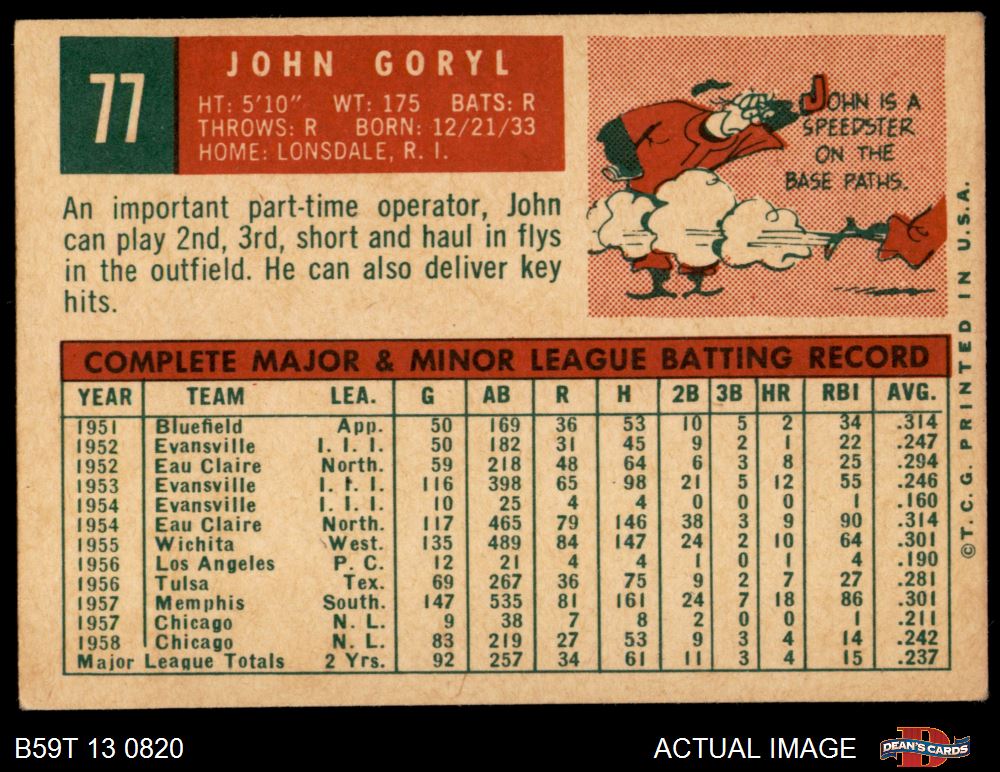 77
JOHN GORYL
HT: 5'10" WT: 175 BATS: R
THROWS: R BORN: 12/21/33
HOME: LONSDALE, R. I.
An important part-time operator, John
can play 2nd, 3rd, short and haul in flys
in the outfield. He can also deliver key
hits.
JOHN IS A
SPEEDSTER
ON THE
BASE PATHS.
COMPLETE MAJOR & MINOR LEAGUE BATTING RECORD
YEAR TEAM LEA. G AB R H 2B 3B HR RBI AVG.
1951 Bluefield App. 50 169 36 53 10 5 2 34 .314
1952 Evansville I. I. I. 50 182 31 45 9 2 1 22 .247
1952 Eau Claire North. 59 218 48 64 6 3 8 25 .294
1953 Evansville I. I. I. 116 398 65 98 21 5 12 55 .246
1954 Evansville I. I. I. 10 25 4 4 0 0 0 1 .160
1954 Eau Claire North. 117 465 79 146 38 3 9 90 .314
1955 Wichita West. 135 489 84 147 24 2 10 64 .301
1956 Los Angeles P. C. 12 21 4 4 1 0 1 4 .190
1956 Tulsa Tex. 69 267 36 75 9 2 7 27 .281
1957 Memphis South. 147 535 81 161 24 7 18 86 .301
1957 Chicago N. L. 9 38 7 8 2 0 0 1 .211
1958 Chicago N. L. 83 219 27 53 9 3 4 14 .242
Major League Totals 2 Yrs. 92 257 34 61 11 3 4 15 .237
©T. C. G. PRINTED IN U.S.A.
B59T 13 0820
ACTUAL IMAGE
DEAN'S CARDS